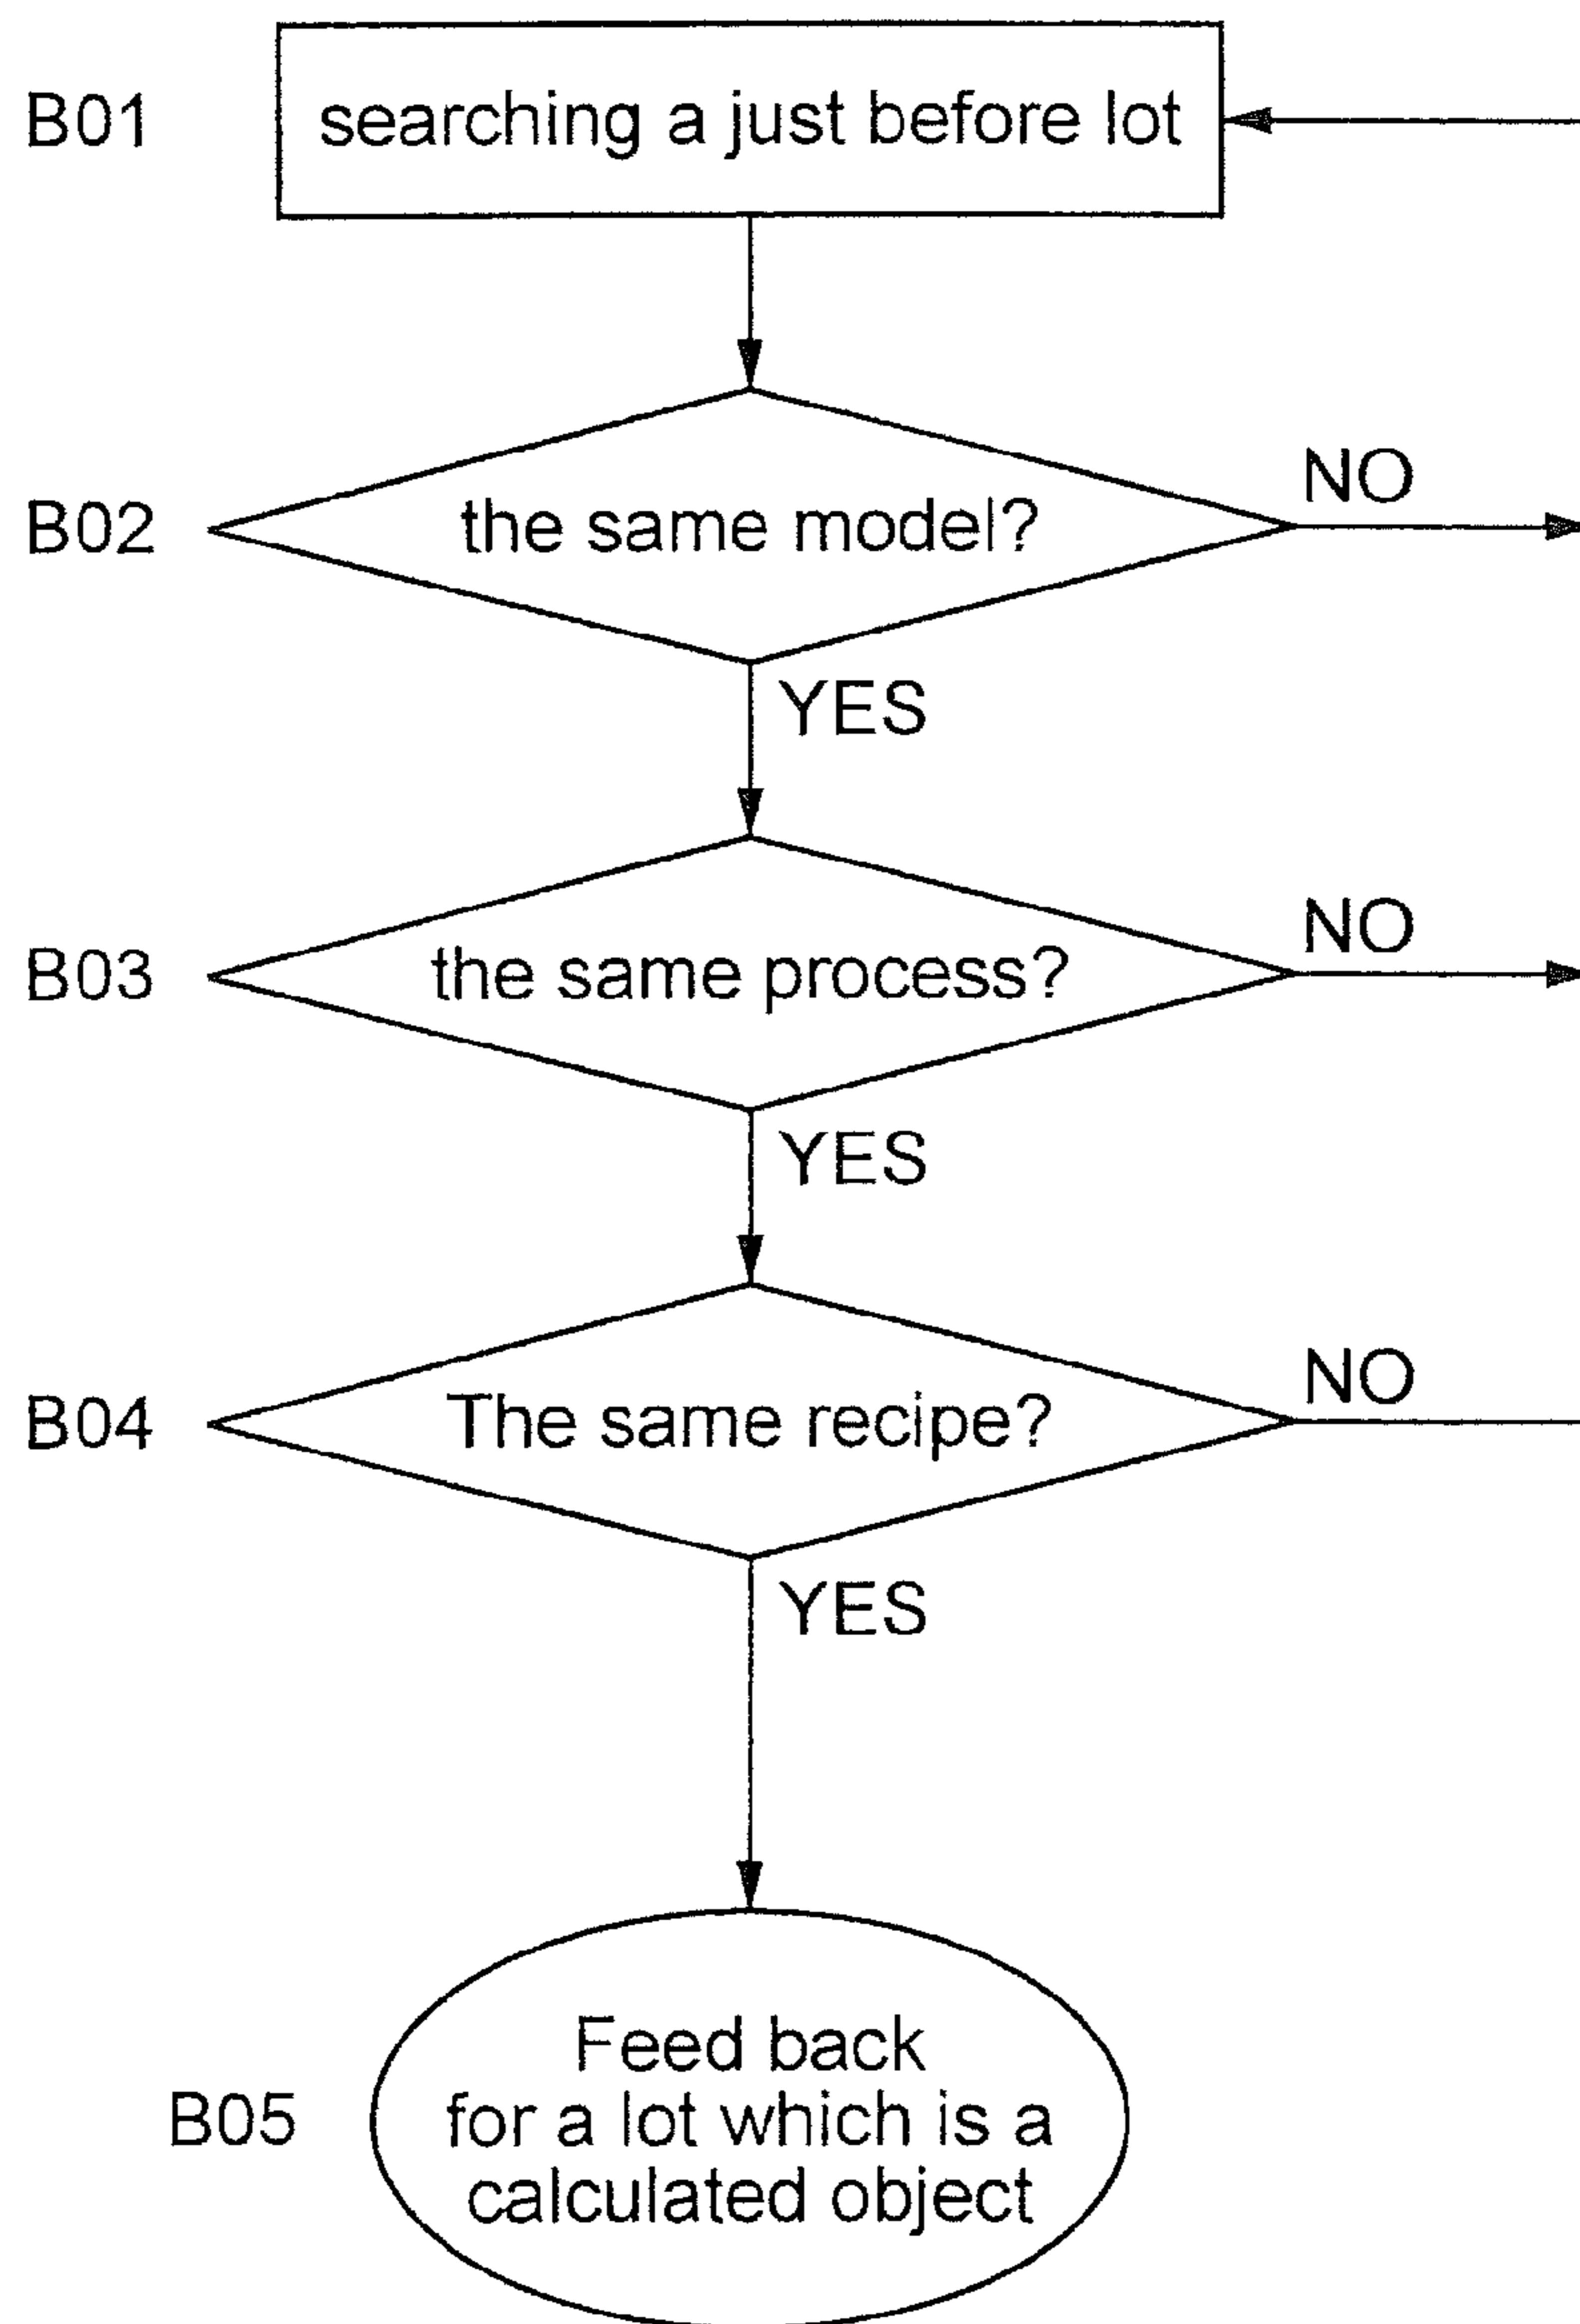 B01
searching a just before lot
B02
the same model?
NO
YES
B03
the same process?
NO
YES
B04
The same recipe?
NO
YES
B05
Feed back
for a lot which is a
calculated object